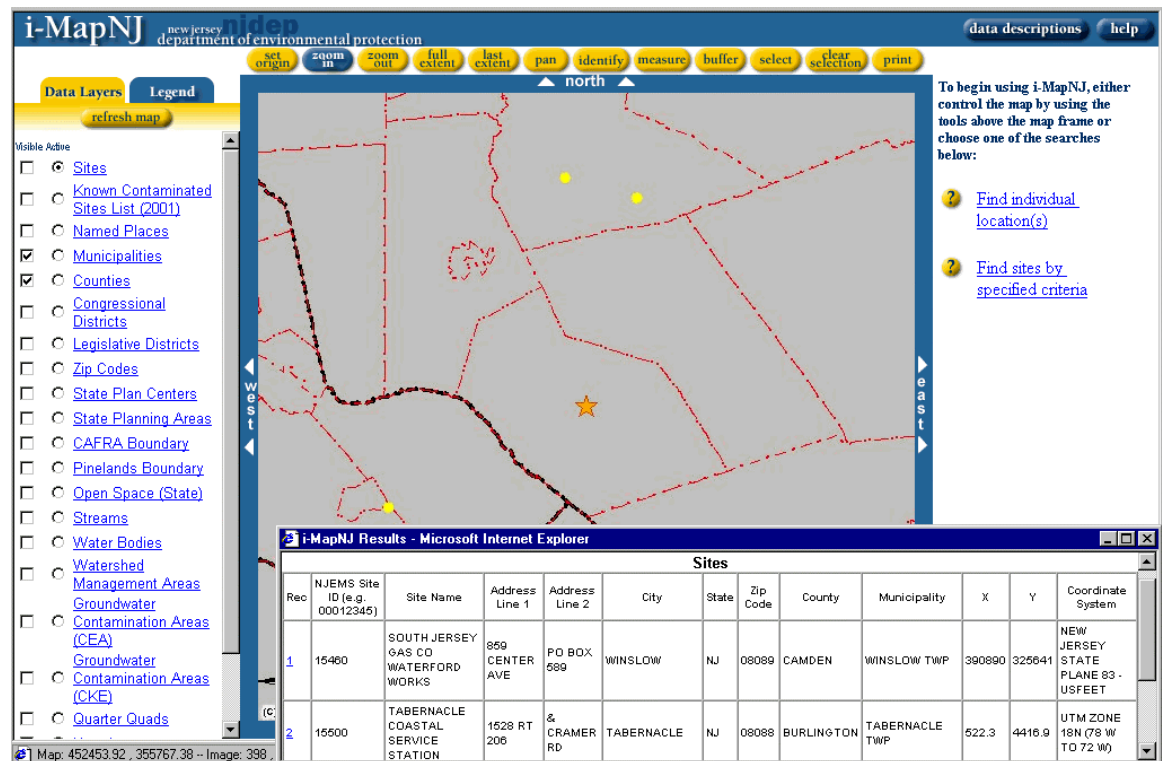 i-MapNJ new jersey njdep
department of environmental protection
data descriptions help
set origin zoom in zoom out full extent last extent pan identify measure buffer select clear selection print
north
west
east
Data Layers Legend
refresh map
Visible Active
Sites
Known Contaminated
Sites List (2001)
Named Places
Municipalities
Counties
Congressional
Districts
Legislative Districts
Zip Codes
State Plan Centers
State Planning Areas
CAFRA Boundary
Pinelands Boundary
Open Space (State)
Streams
Water Bodies
Watershed
Management Areas
Groundwater
Contamination Areas
(CEA)
Groundwater
Contamination Areas
(CKE)
Quarter Quads
Map: 452453.92 , 355767.38 -- Image: 398 ,
To begin using i-MapNJ, either
control the map by using the
tools above the map frame or
choose one of the searches
below:
? Find individual
location(s)
? Find sites by
specified criteria
(c)
i-MapNJ Results - Microsoft Internet Explorer
Sites
Rec NJEMS Site ID (e.g. 00012345) Site Name Address Line 1 Address Line 2 City State Zip Code County Municipality X Y Coordinate System
1 15460 SOUTH JERSEY GAS CO WATERFORD WORKS 859 CENTER AVE PO BOX 589 WINSLOW NJ 08089 CAMDEN WINSLOW TWP 390890 325641 NEW JERSEY STATE PLANE 83 - USFEET
2 15500 TABERNACLE COASTAL SERVICE STATION 1528 RT 206 & CRAMER RD TABERNACLE NJ 08088 BURLINGTON TABERNACLE TWP 522.3 4416.9 UTM ZONE 18N (78 W TO 72 W)